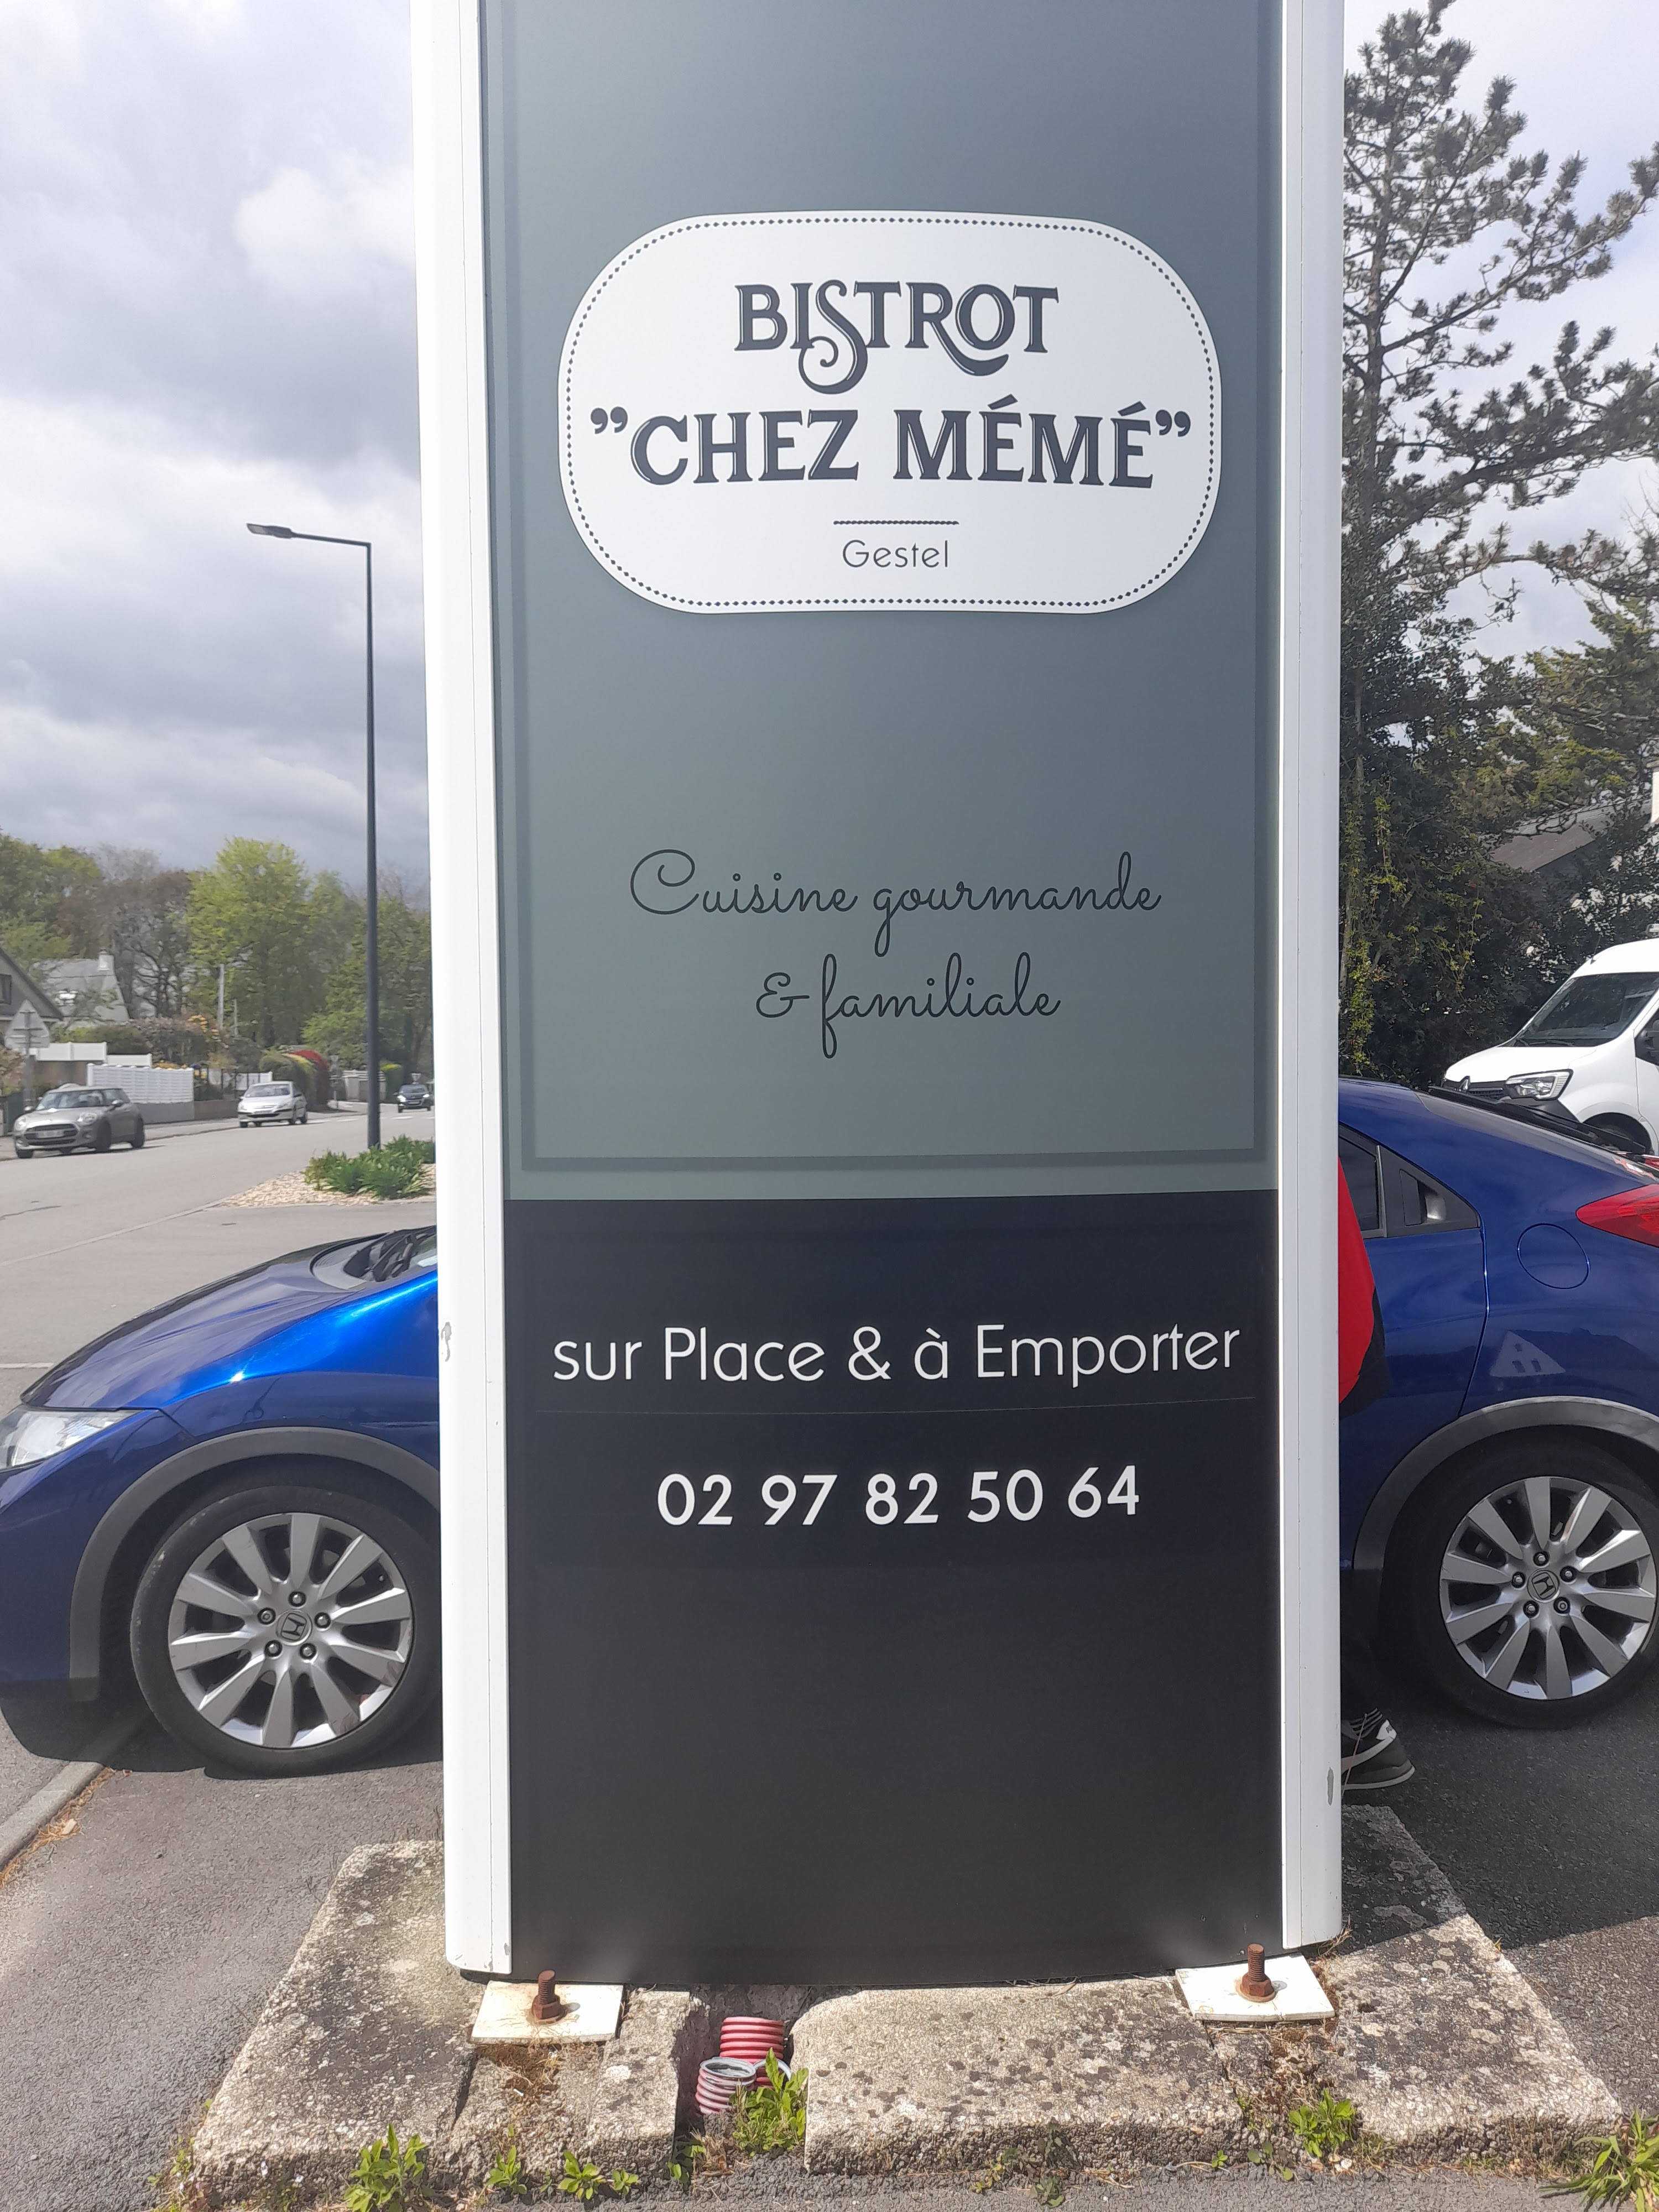 BISTROT
”CHEZ MÉMÉ”
Gestel
Cuisine gourmande
& familiale
sur Place & à Emporter
02 97 82 50 64